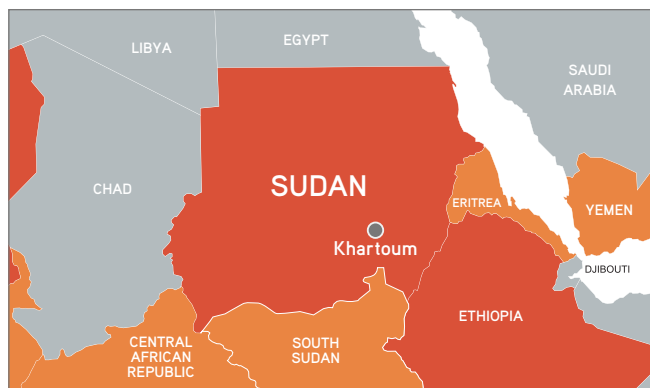 LIBYA
EGYPT
SAUDI
ARABIA
CHAD
SUDAN
ERITREA
YEMEN
Khartoum
DJIBOUTI
ETHIOPIA
CENTRAL
AFRICAN
REPUBLIC
SOUTH
SUDAN